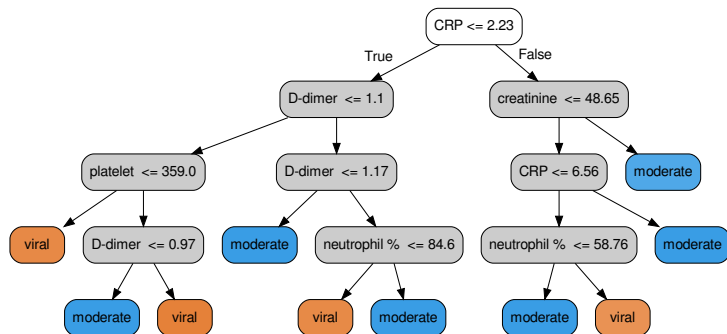 CRP <= 2.23
True
False
D-dimer <= 1.1
creatinine <= 48.65
platelet <= 359.0
D-dimer <= 1.17
CRP <= 6.56
moderate
viral
D-dimer <= 0.97
moderate
neutrophil % <= 84.6
neutrophil % <= 58.76
moderate
moderate
viral
viral
moderate
moderate
viral